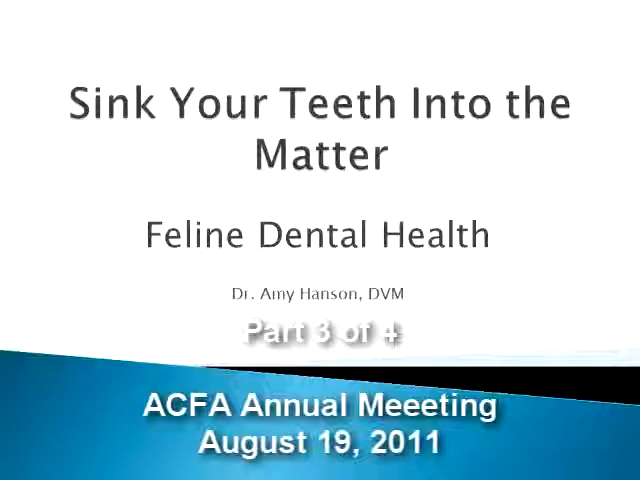 Sink Your Teeth Into the
Matter
Feline Dental Health
Dr. Amy Hanson, DVM
Part 3 of 4
ACFA Annual Meeeting
August 19, 2011